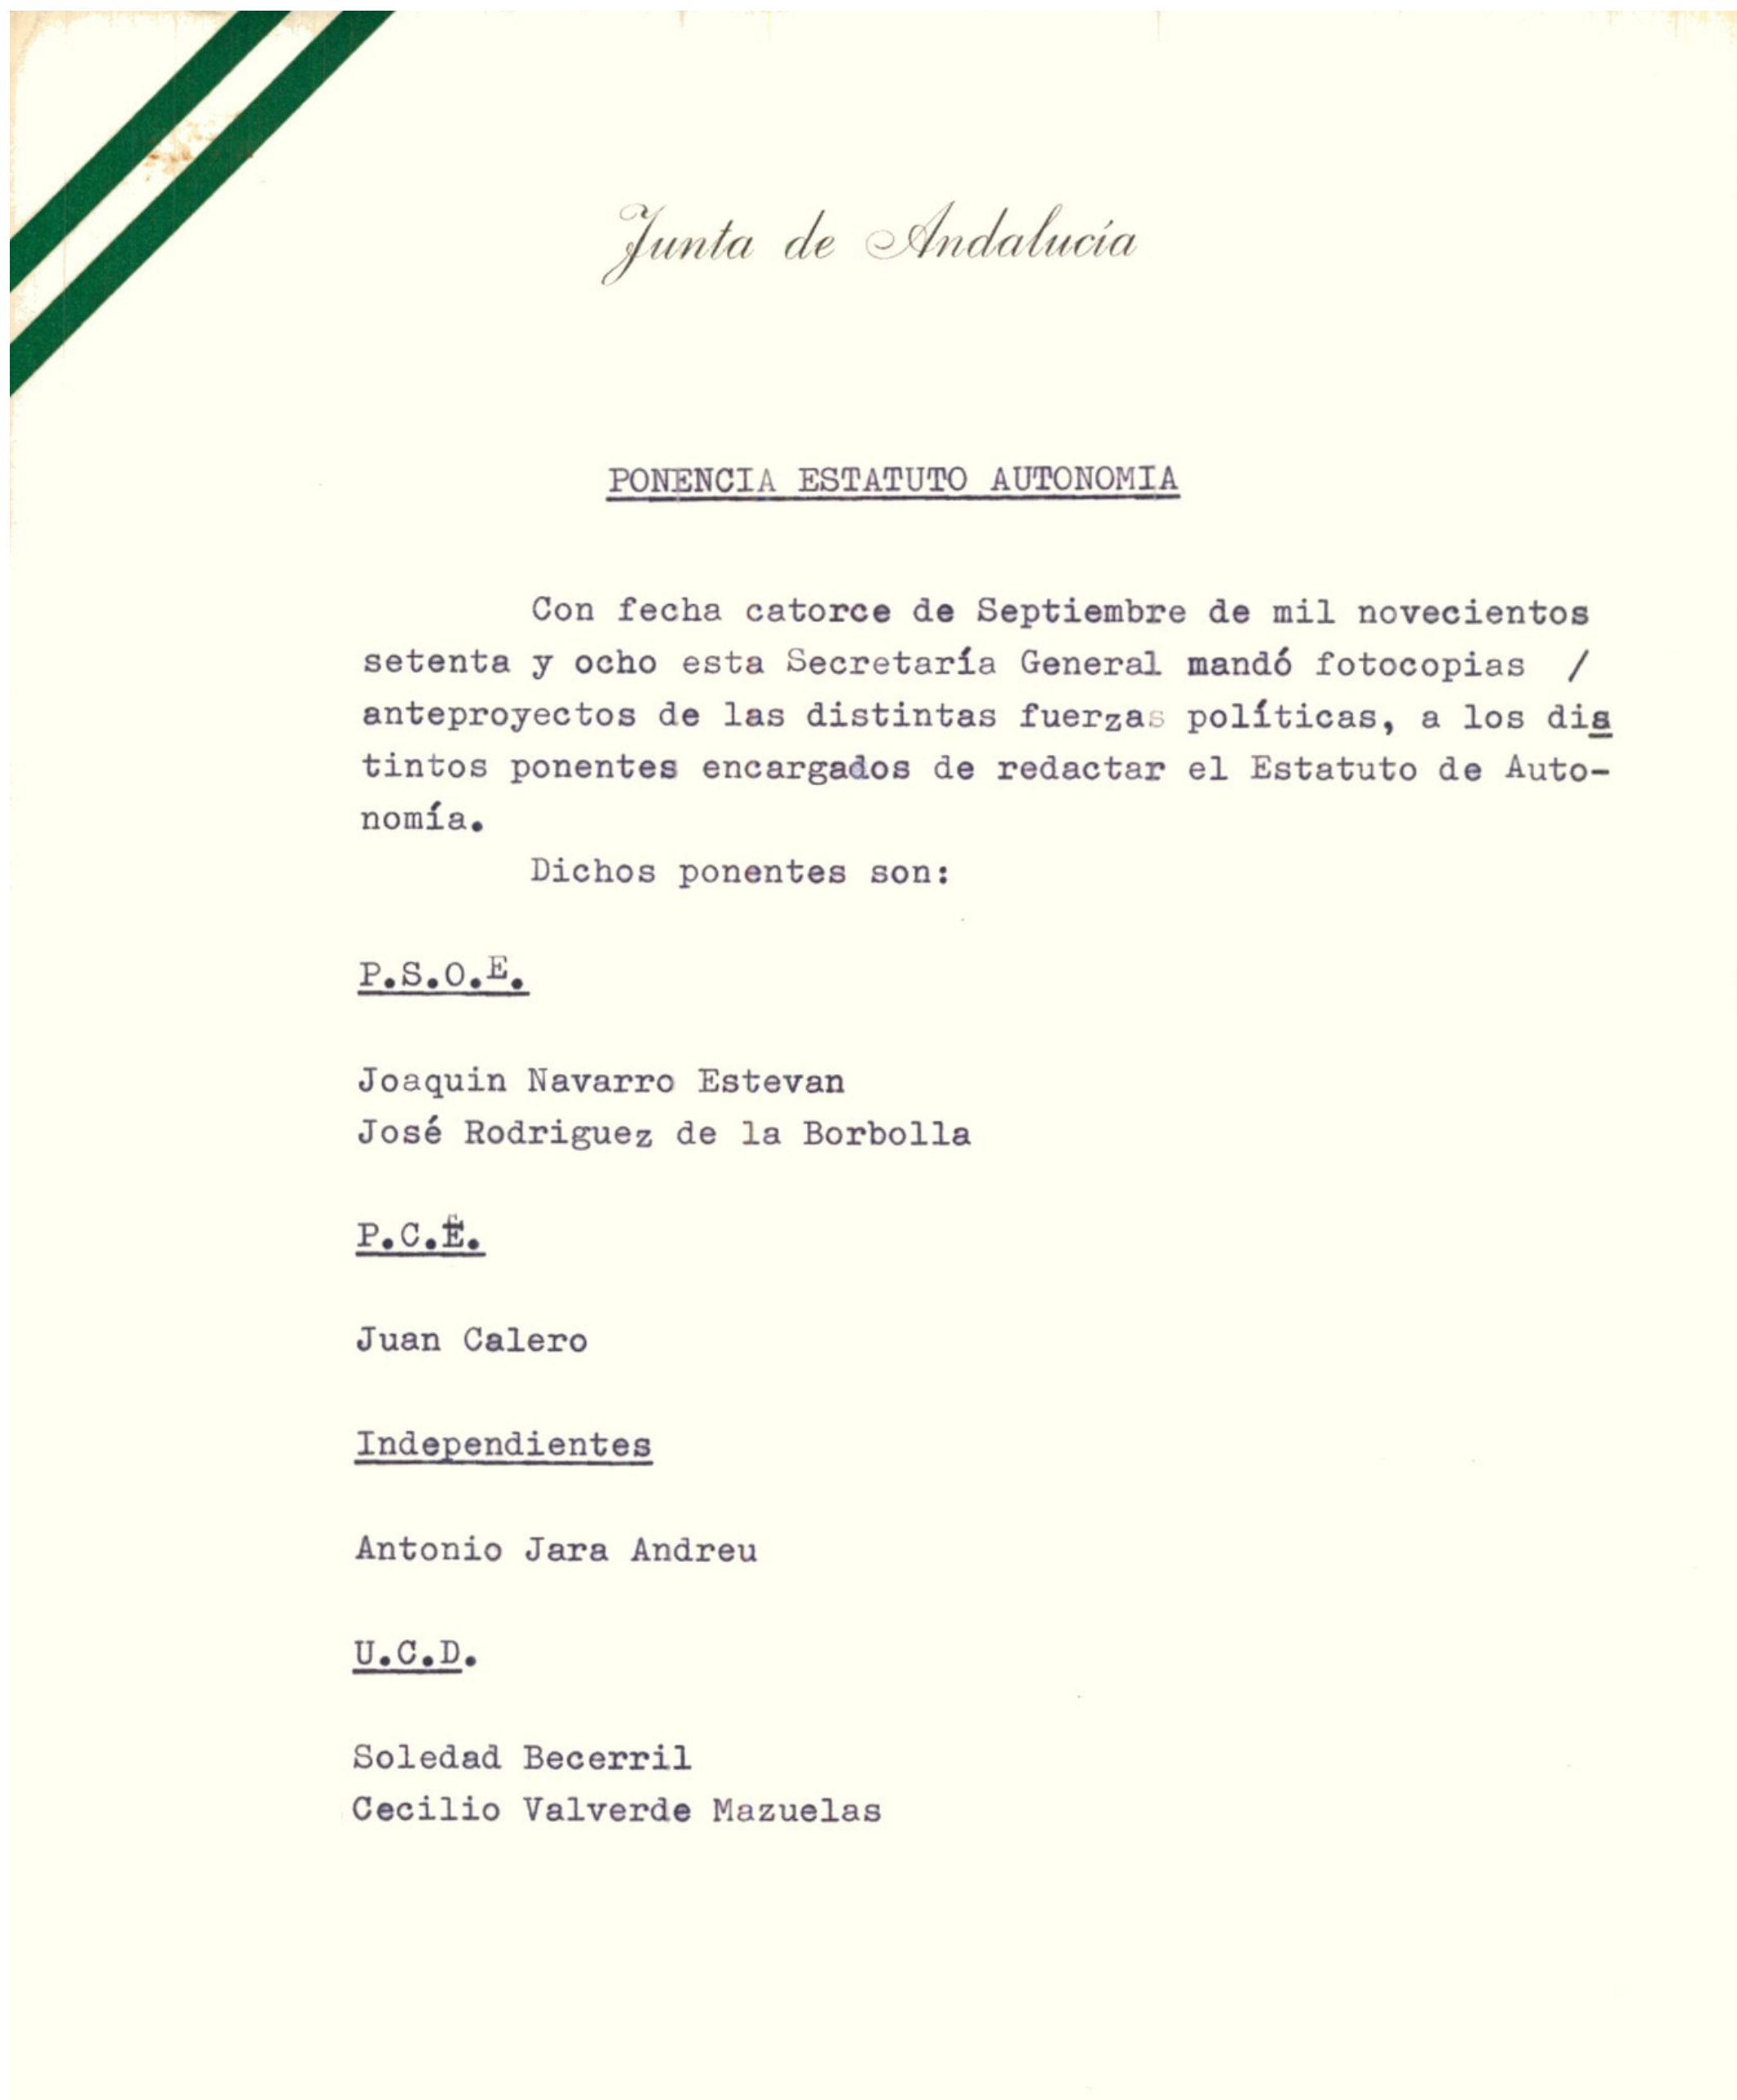 Junta de Andalucía
PONENCIA ESTATUTO AUTONOMIA
Con fecha catorce de Septiembre de mil novecientos
setenta y ocho esta Secretaría General mandó fotocopias /
anteproyectos de las distintas fuerzas políticas, a los dis
tintos ponentes encargados de redactar el Estatuto de Auto-
nomía.
Dichos ponentes son:
P.S.O.E.
Joaquin Navarro Estevan
José Rodriguez de la Borbolla
P.C.E.
Juan Calero
Independientes
Antonio Jara Andreu
U.C.D.
Soledad Becerril
Cecilio Valverde Mazuelas